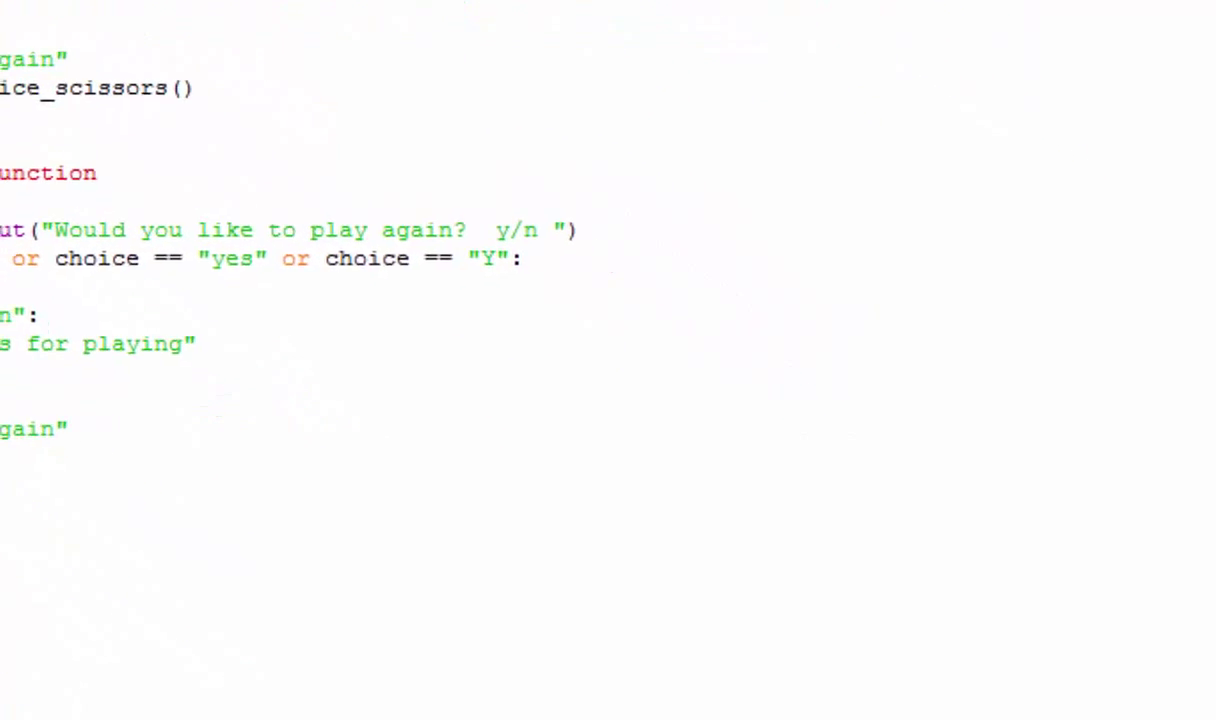 gain"
ice_scissors()
unction
ut("Would you like to play again?  y/n ")
or choice == "yes" or choice == "Y":
n":
s for playing"
gain"